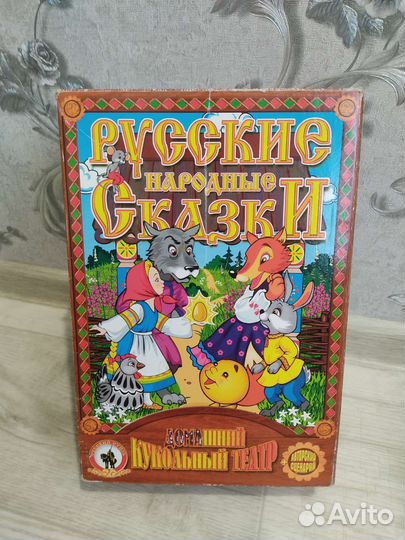 Русские
народные
Сказки
Домашний
Кукольный театр
авторские
сценарии
Avito